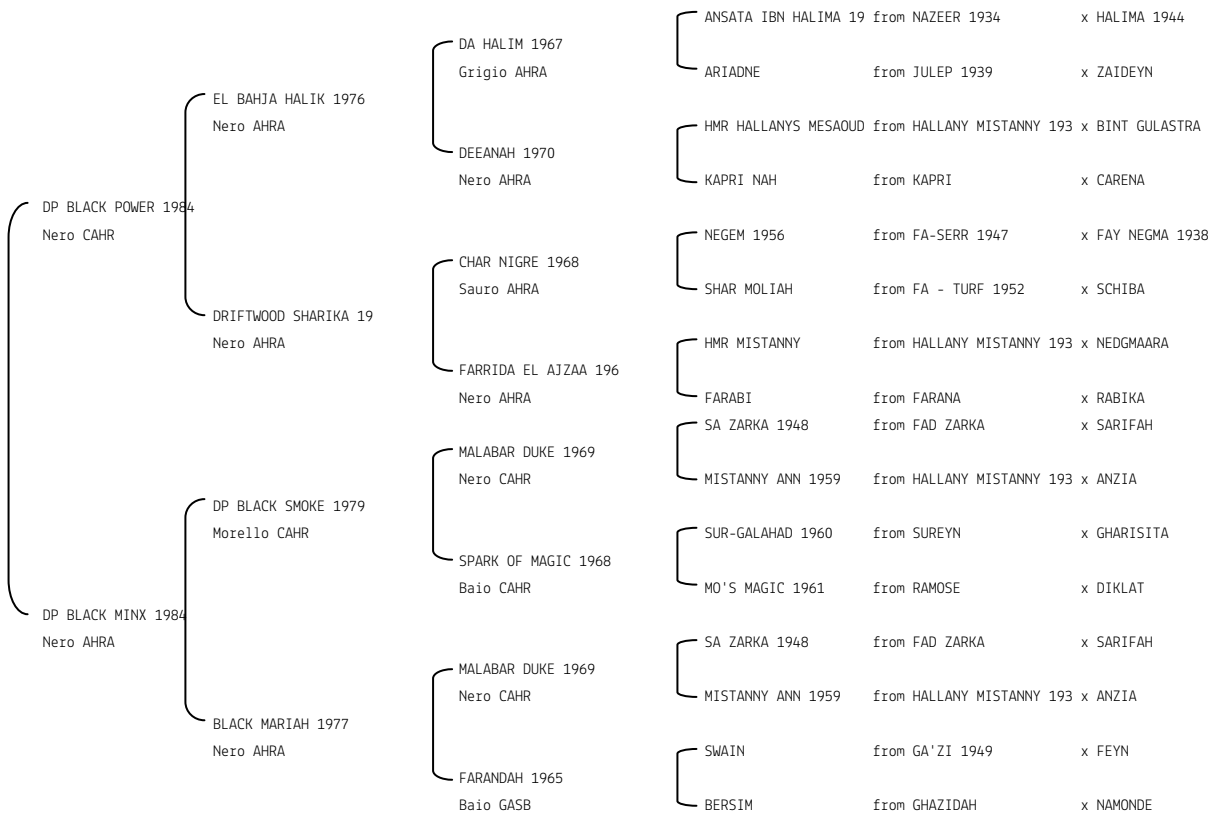 ANSATA IBN HALIMA 19 from NAZEER 1934 x HALIMA 1944
DA HALIM 1967
Grigio AHRA
ARIADNE from JULEP 1939 x ZAIDEYN
EL BAHJA HALIK 1976
Nero AHRA
HMR HALLANYS MESAOUD from HALLANY MISTANNY 193 x BINT GULASTRA
DEEANAH 1970
Nero AHRA
KAPRI NAH from KAPRI x CARENA
DP BLACK POWER 1984
Nero CAHR
NEGEM 1956 from FA-SERR 1947 x FAY NEGMA 1938
CHAR NIGRE 1968
Sauro AHRA
SHAR MOLIAH from FA - TURF 1952 x SCHIBA
DRIFTWOOD SHARIKA 19
Nero AHRA
HMR MISTANNY from HALLANY MISTANNY 193 x NEDGMAARA
FARRIDA EL AJZAA 196
Nero AHRA
FARABI from FARANA x RABIKA
SA ZARKA 1948 from FAD ZARKA x SARIFAH
MALABAR DUKE 1969
Nero CAHR
MISTANNY ANN 1959 from HALLANY MISTANNY 193 x ANZIA
DP BLACK SMOKE 1979
Morello CAHR
SUR-GALAHAD 1960 from SUREYN x GHARISITA
SPARK OF MAGIC 1968
Baio CAHR
MO'S MAGIC 1961 from RAMOSE x DIKLAT
DP BLACK MINX 1984
Nero AHRA
SA ZARKA 1948 from FAD ZARKA x SARIFAH
MALABAR DUKE 1969
Nero CAHR
MISTANNY ANN 1959 from HALLANY MISTANNY 193 x ANZIA
BLACK MARIAH 1977
Nero AHRA
SWAIN from GA'ZI 1949 x FEYN
FARANDAH 1965
Baio GASB
BERSIM from GHAZIDAH x NAMONDE